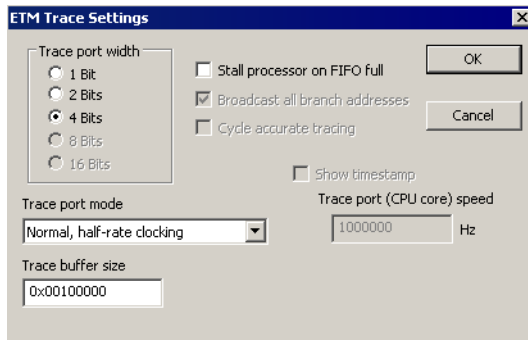 ETM Trace Settings
Trace port width
1 Bit
2 Bits
4 Bits
8 Bits
16 Bits
Stall processor on FIFO full
Broadcast all branch addresses
Cycle accurate tracing
OK
Cancel
Show timestamp
Trace port mode
Normal, half-rate clocking
Trace port (CPU core) speed
1000000 Hz
Trace buffer size
0x00100000